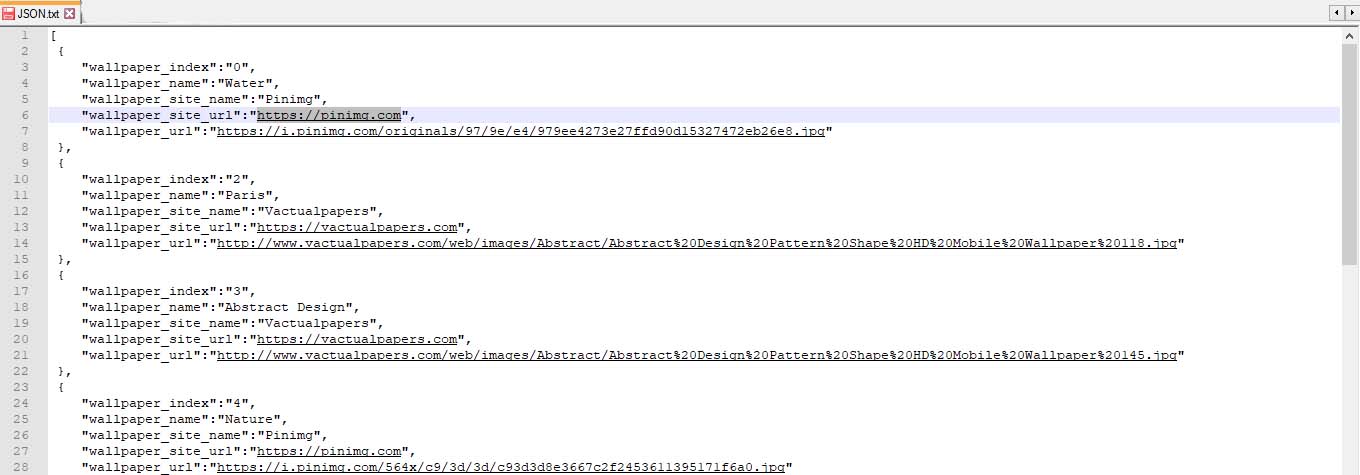 JSON.txt
1 [
2 {
3 "wallpaper_index":"0",
4 "wallpaper_name":"Water",
5 "wallpaper_site_name":"Pinimg",
6 "wallpaper_site_url":"https://pinimg.com",
7 "wallpaper_url":"https://i.pinimg.com/originals/97/9e/e4/979ee4273e27ffd90d15327472eb26e8.jpg"
8 },
9 {
10 "wallpaper_index":"2",
11 "wallpaper_name":"Paris",
12 "wallpaper_site_name":"Vactualpapers",
13 "wallpaper_site_url":"https://vactualpapers.com",
14 "wallpaper_url":"http://www.vactualpapers.com/web/images/Abstract/Abstract%20Design%20Pattern%20Shape%20HD%20Mobile%20Wallpaper%20118.jpg"
15 },
16 {
17 "wallpaper_index":"3",
18 "wallpaper_name":"Abstract Design",
19 "wallpaper_site_name":"Vactualpapers",
20 "wallpaper_site_url":"https://vactualpapers.com",
21 "wallpaper_url":"http://www.vactualpapers.com/web/images/Abstract/Abstract%20Design%20Pattern%20Shape%20HD%20Mobile%20Wallpaper%20145.jpg"
22 },
23 {
24 "wallpaper_index":"4",
25 "wallpaper_name":"Nature",
26 "wallpaper_site_name":"Pinimg",
27 "wallpaper_site_url":"https://pinimg.com",
28 "wallpaper_url":"https://i.pinimg.com/564x/c9/3d/3d/c93d3d8e3667c2f2453611395171f6a0.jpg"